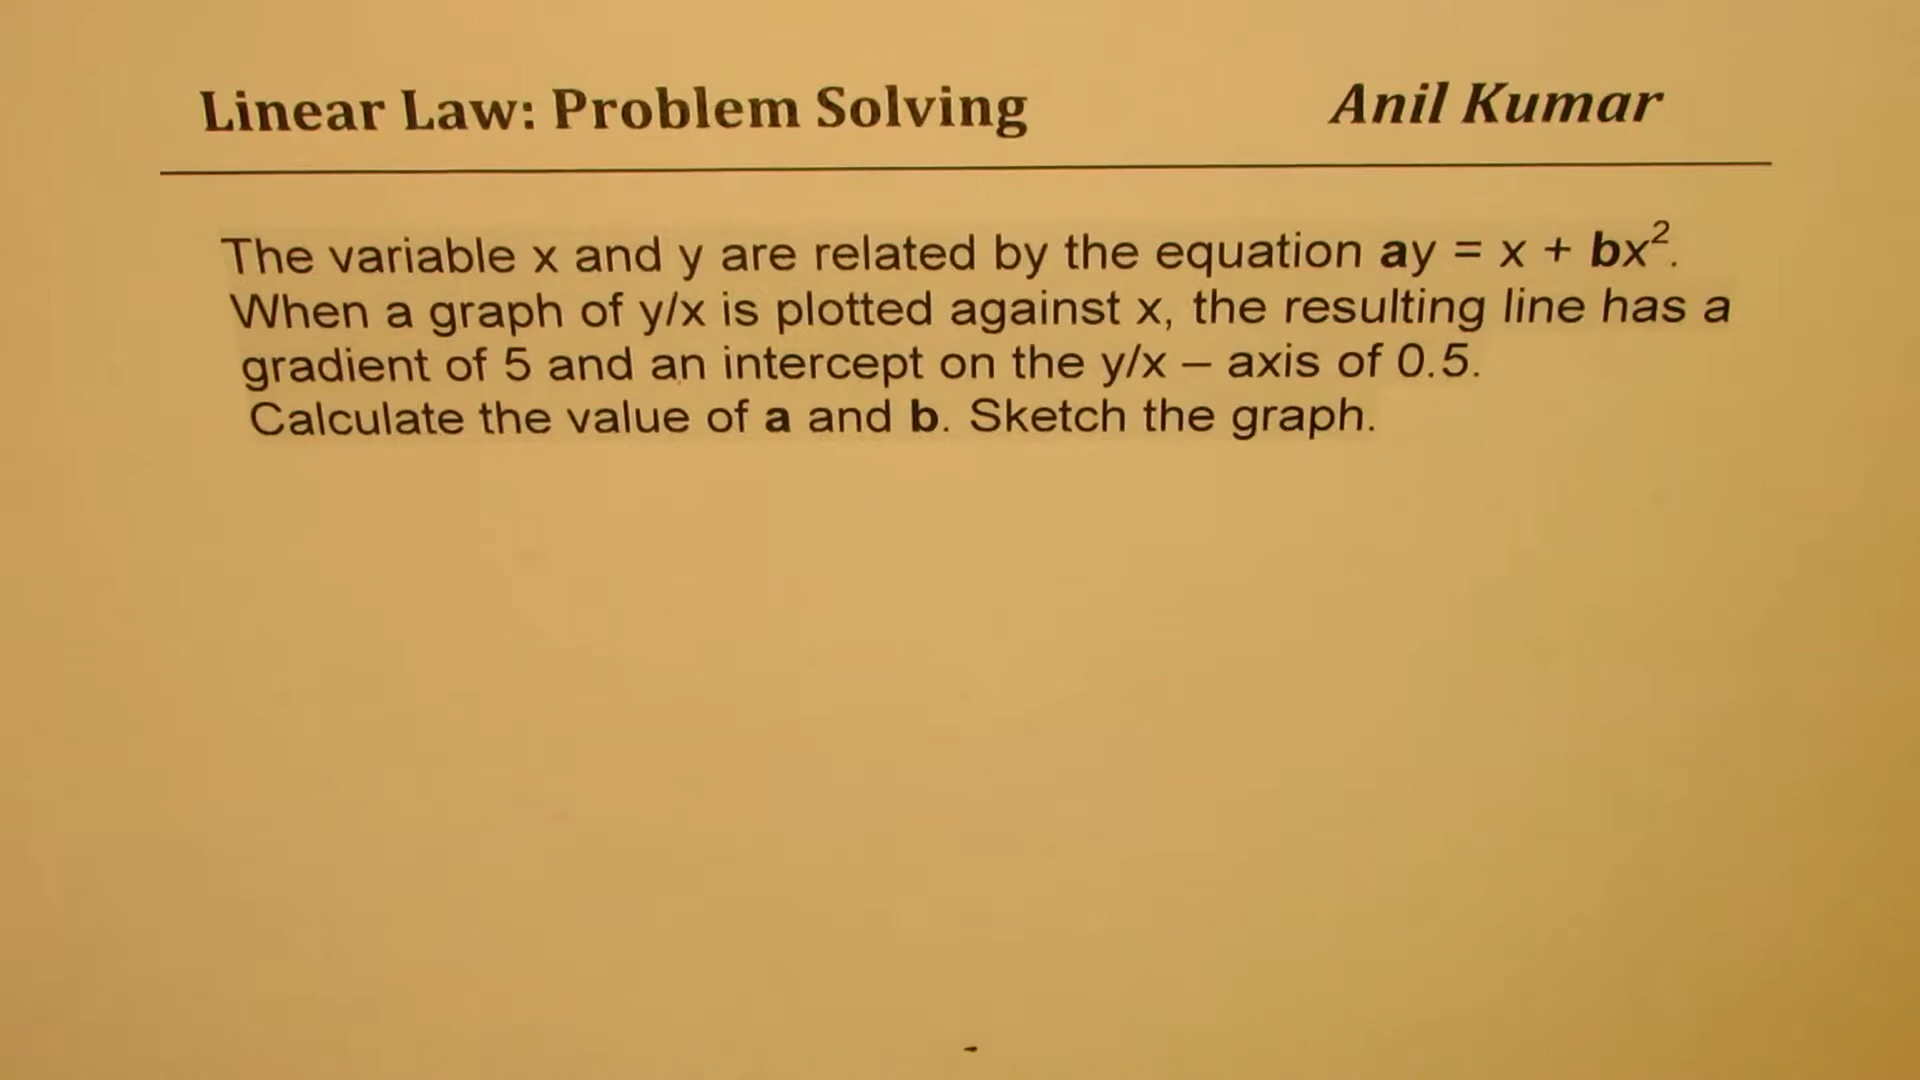 Linear Law: Problem Solving
Anil Kumar
The variable x and y are related by the equation ay = x + bx².
When a graph of y/x is plotted against x, the resulting line has a
gradient of 5 and an intercept on the y/x – axis of 0.5.
Calculate the value of a and b. Sketch the graph.